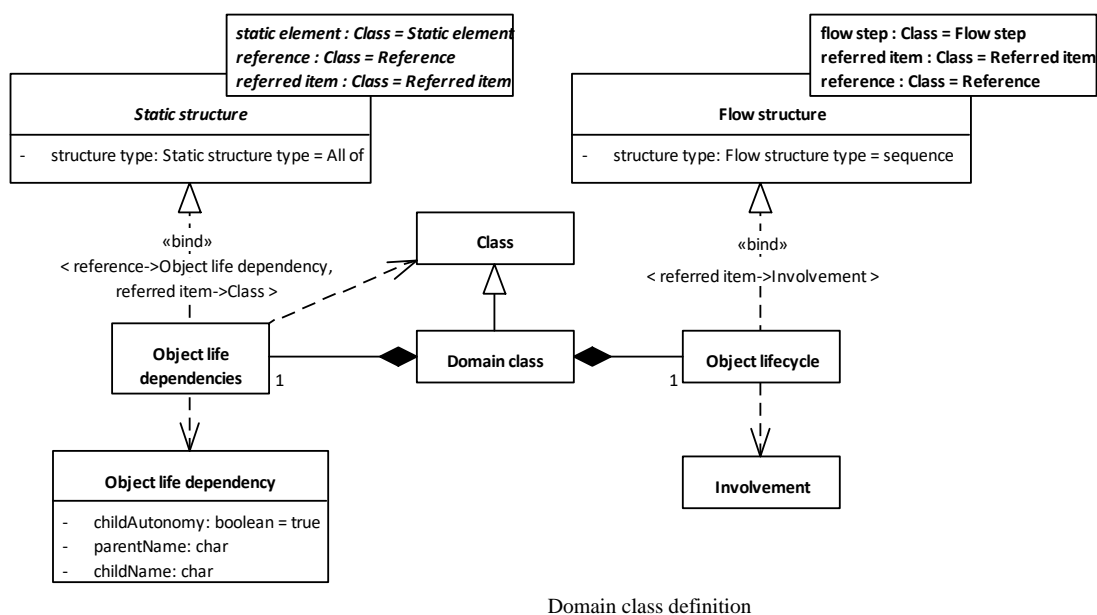 static element : Class = Static element
reference : Class = Reference
referred item : Class = Referred item
Static structure
- structure type: Static structure type = All of
flow step : Class = Flow step
referred item : Class = Referred item
reference : Class = Reference
Flow structure
- structure type: Flow structure type = sequence
«bind»
< reference->Object life dependency,
referred item->Class >
Class
«bind»
< referred item->Involvement >
Object life
dependencies
1
Domain class
1
Object lifecycle
Object life dependency
- childAutonomy: boolean = true
- parentName: char
- childName: char
Involvement
Domain class definition